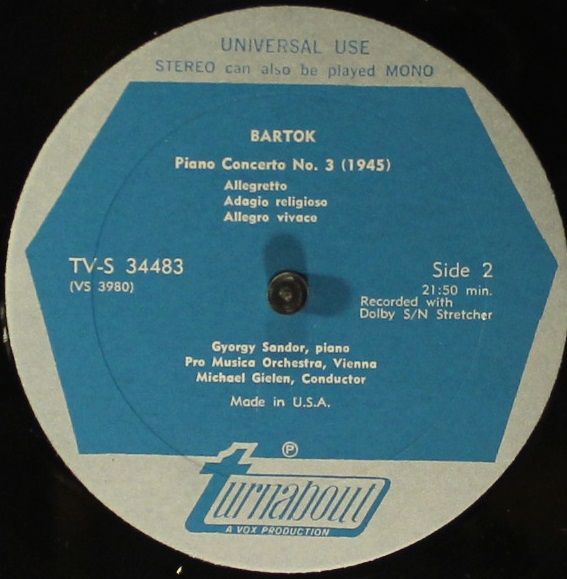 UNIVERSAL USE
STEREO can also be played MONO
BARTOK
Piano Concerto No. 3 (1945)
Allegretto
Adagio religioso
Allegro vivace
TV-S 34483
(VS 3980)
Side 2
21:50 min.
Recorded with
Dolby S/N Stretcher
Gyorgy Sandor, piano
Pro Musica Orchestra, Vienna
Michael Gielen, Conductor
Made in U.S.A.
℗
turnabout
A VOX PRODUCTION